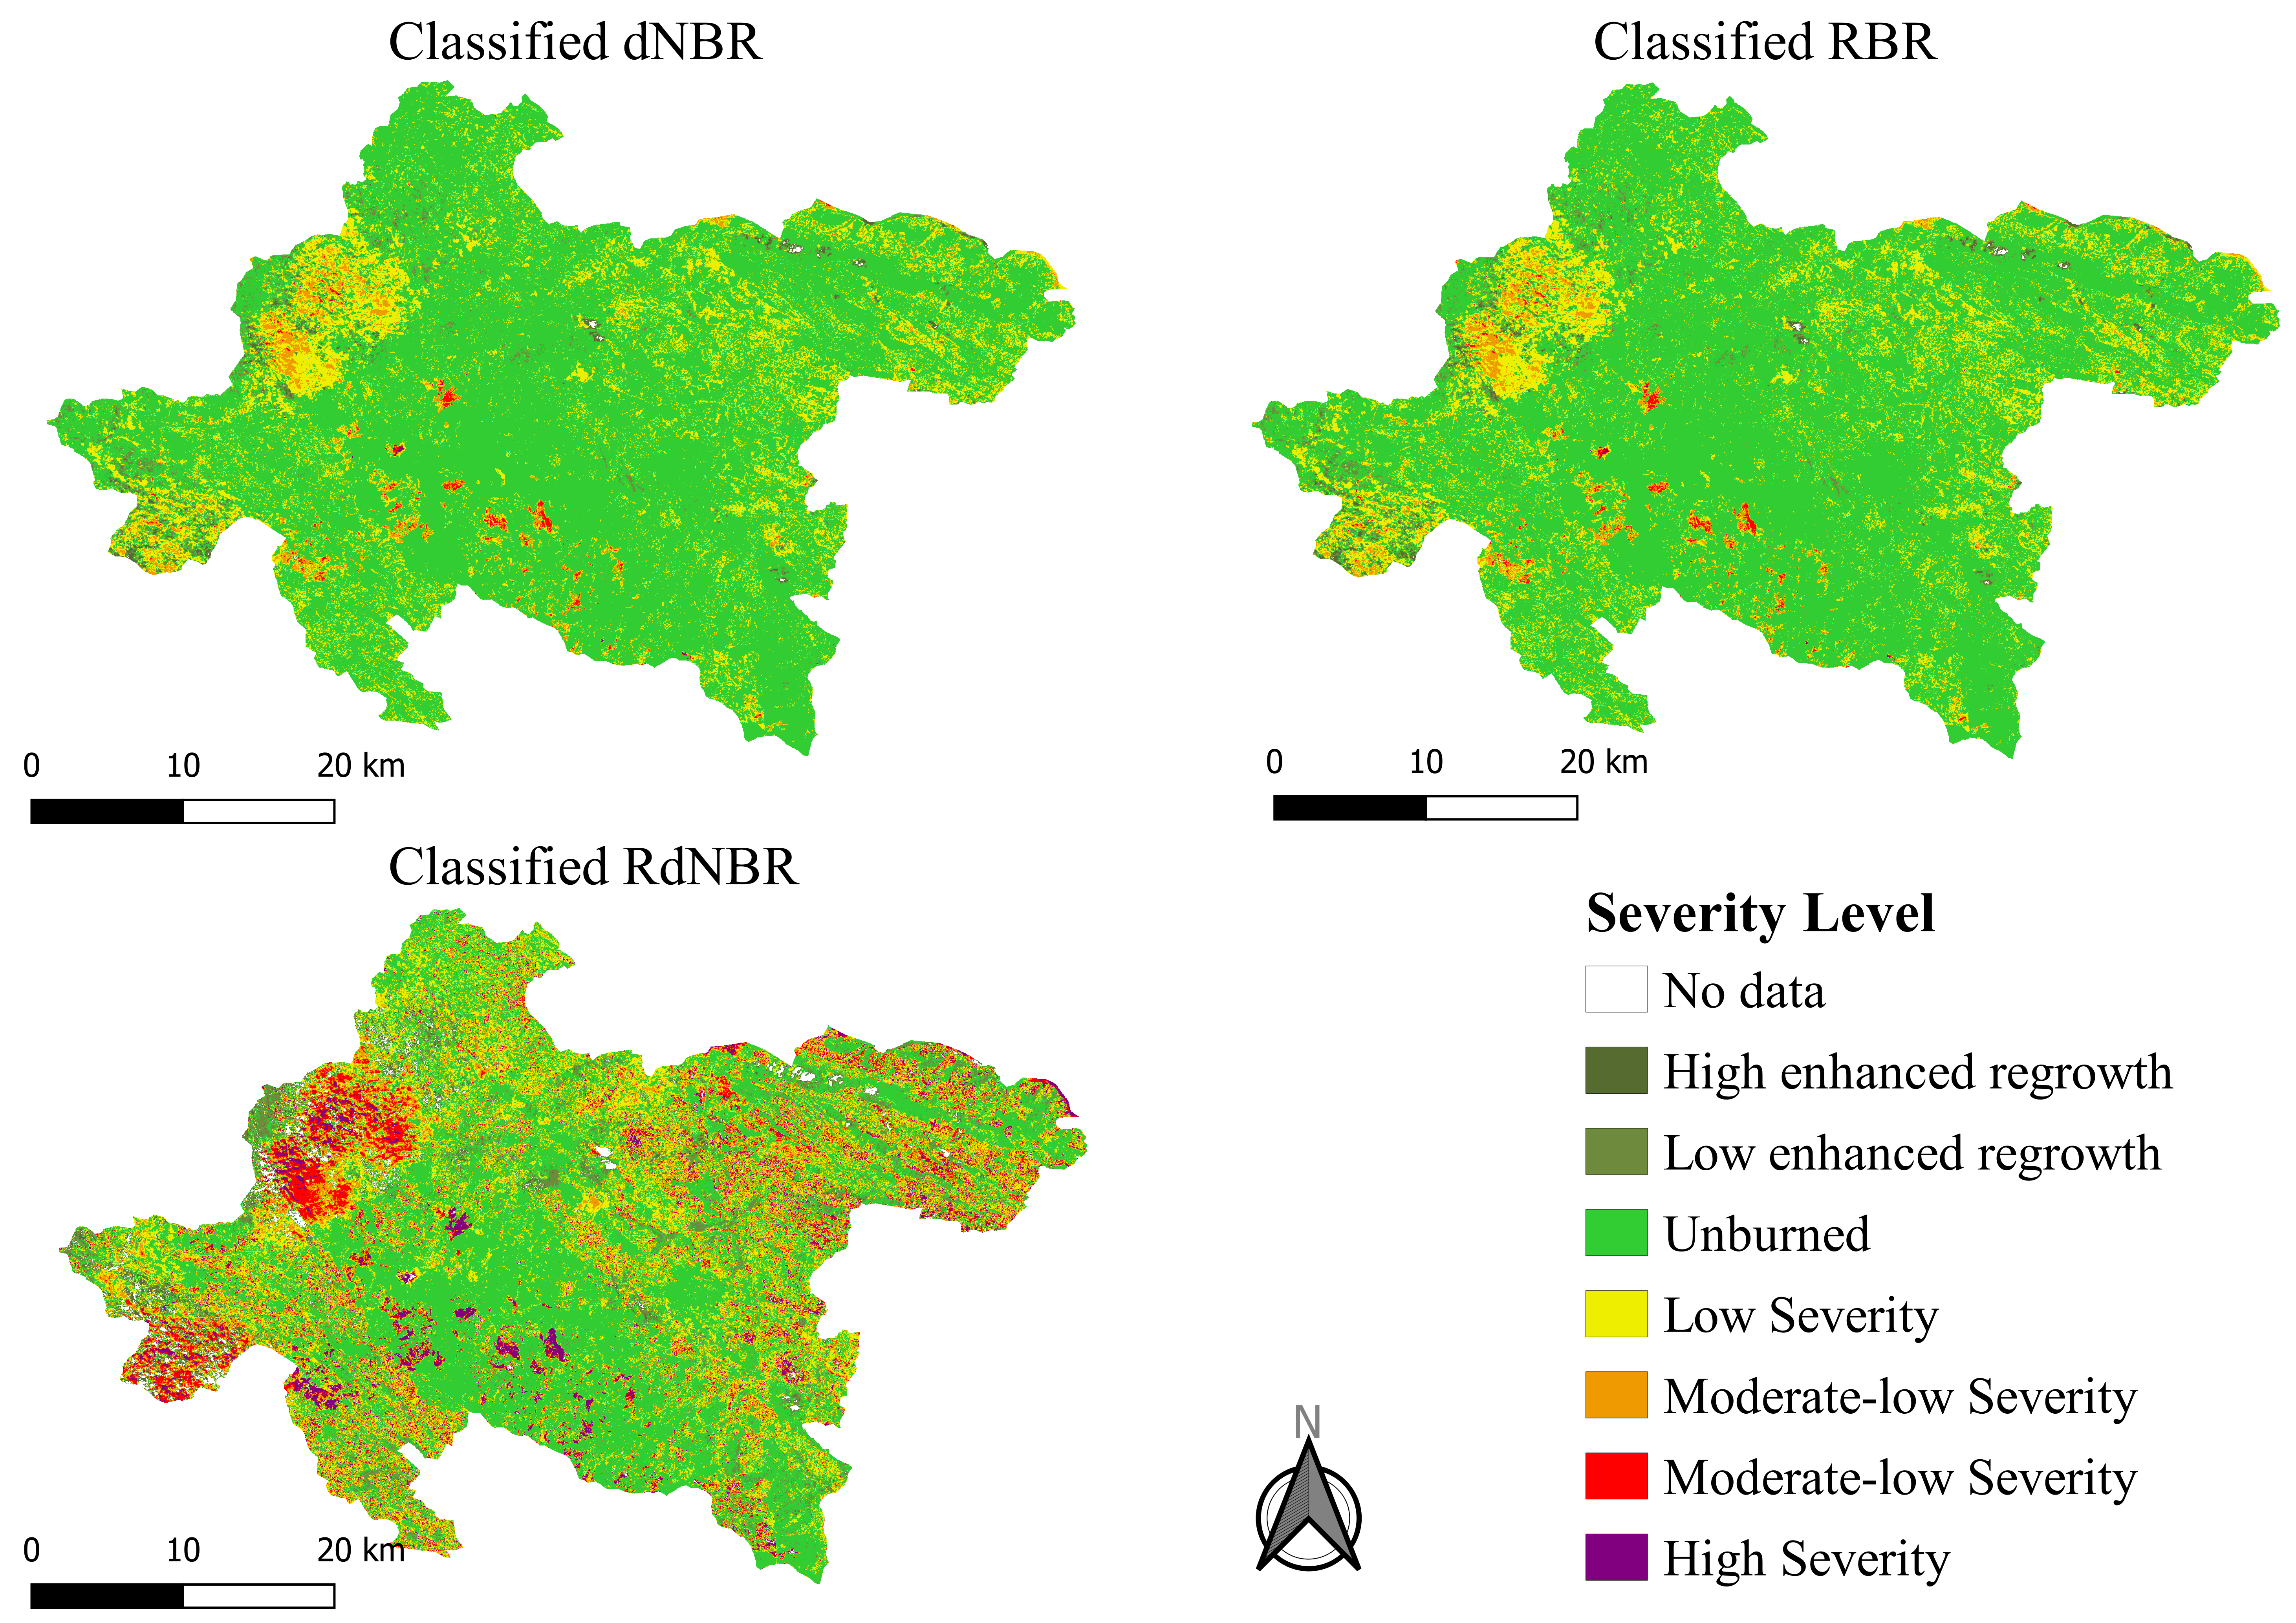 Classified dNBR
Classified RBR
0 10 20 km
0 10 20 km
Classified RdNBR
Severity Level
No data
High enhanced regrowth
Low enhanced regrowth
Unburned
Low Severity
Moderate-low Severity
Moderate-low Severity
High Severity
N
0 10 20 km